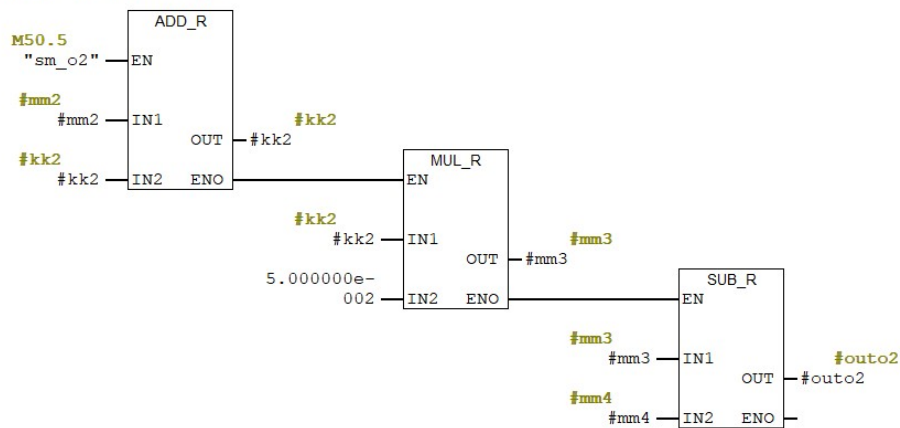 ADD_R
M50.5
"sm_o2" EN
#mm2
#mm2 IN1
#kk2
OUT #kk2
#kk2
#kk2 IN2 ENO
MUL_R
EN
#kk2
#kk2 IN1
#mm3
OUT #mm3
5.000000e-
002 IN2 ENO
SUB_R
EN
#mm3
#mm3 IN1
#outo2
OUT #outo2
#mm4
#mm4 IN2 ENO